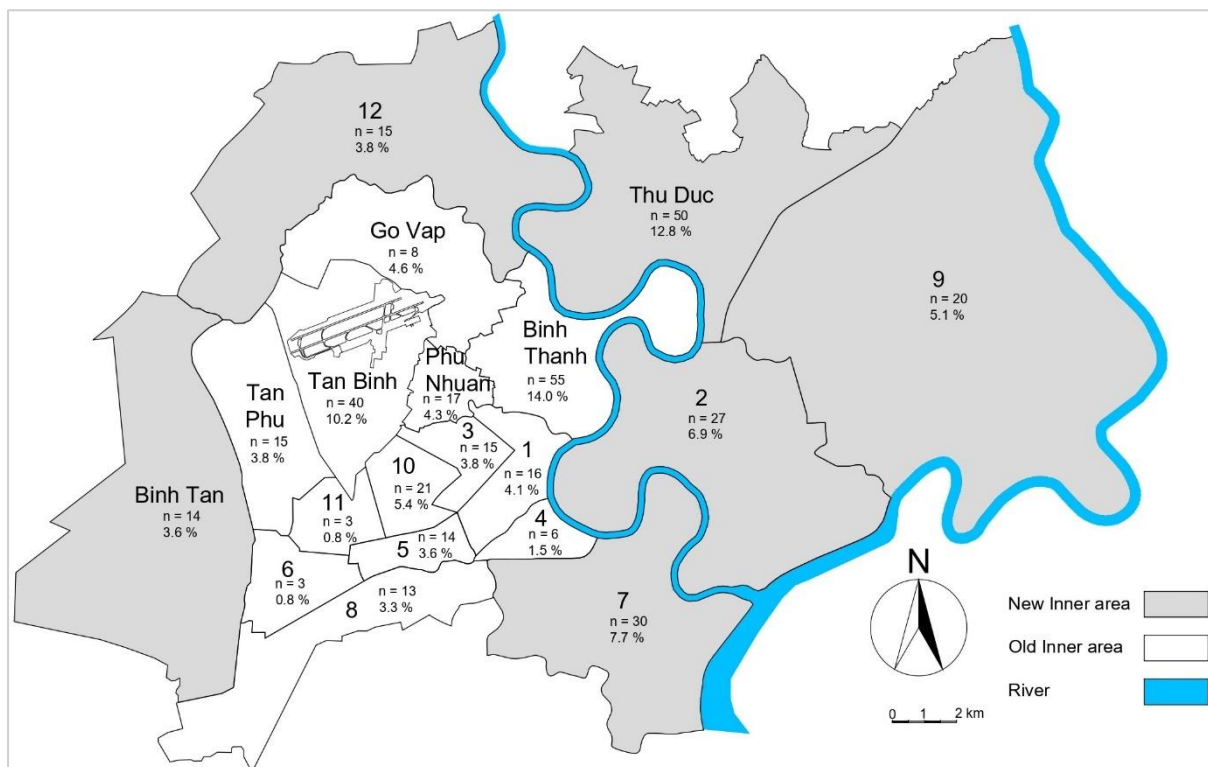 12
n = 15
3.8 %
Thu Duc
n = 50
12.8 %
Go Vap
n = 8
4.6 %
9
n = 20
5.1 %
Binh
Thanh
n = 55
14.0 %
Phu
Nhuan
n = 17
4.3 %
Tan Binh
n = 40
10.2 %
Tan
Phu
n = 15
3.8 %
2
n = 27
6.9 %
3
n = 15
3.8 %
1
n = 16
4.1 %
10
n = 21
5.4 %
Binh Tan
n = 14
3.6 %
11
n = 3
0.8 %
4
n = 6
1.5 %
5
n = 14
3.6 %
6
n = 3
0.8 %
8
n = 13
3.3 %
7
n = 30
7.7 %
N
0 1 2 km
New Inner area
Old Inner area
River